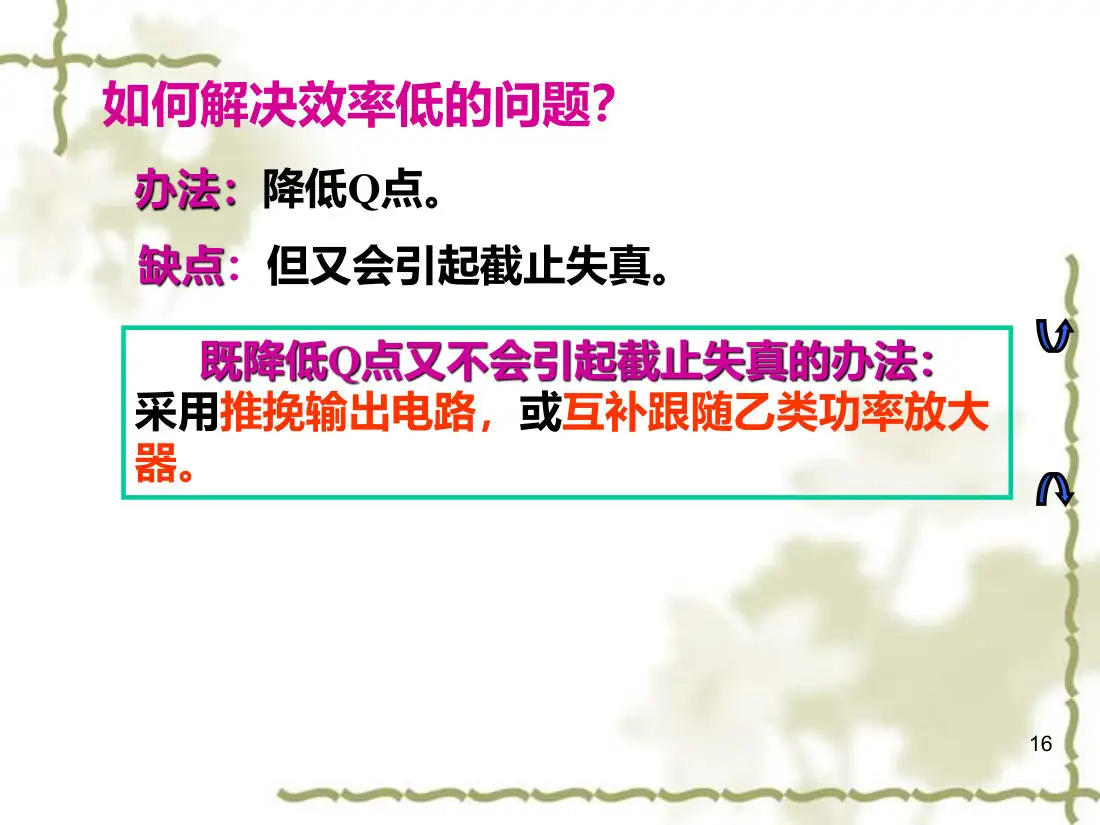 如何解决效率低的问题?
办法：降低Q点。
缺点：但又会引起截止失真。
既降低Q点又不会引起截止失真的办法：
采用推挽输出电路，或互补跟随乙类功率放大
器。
16